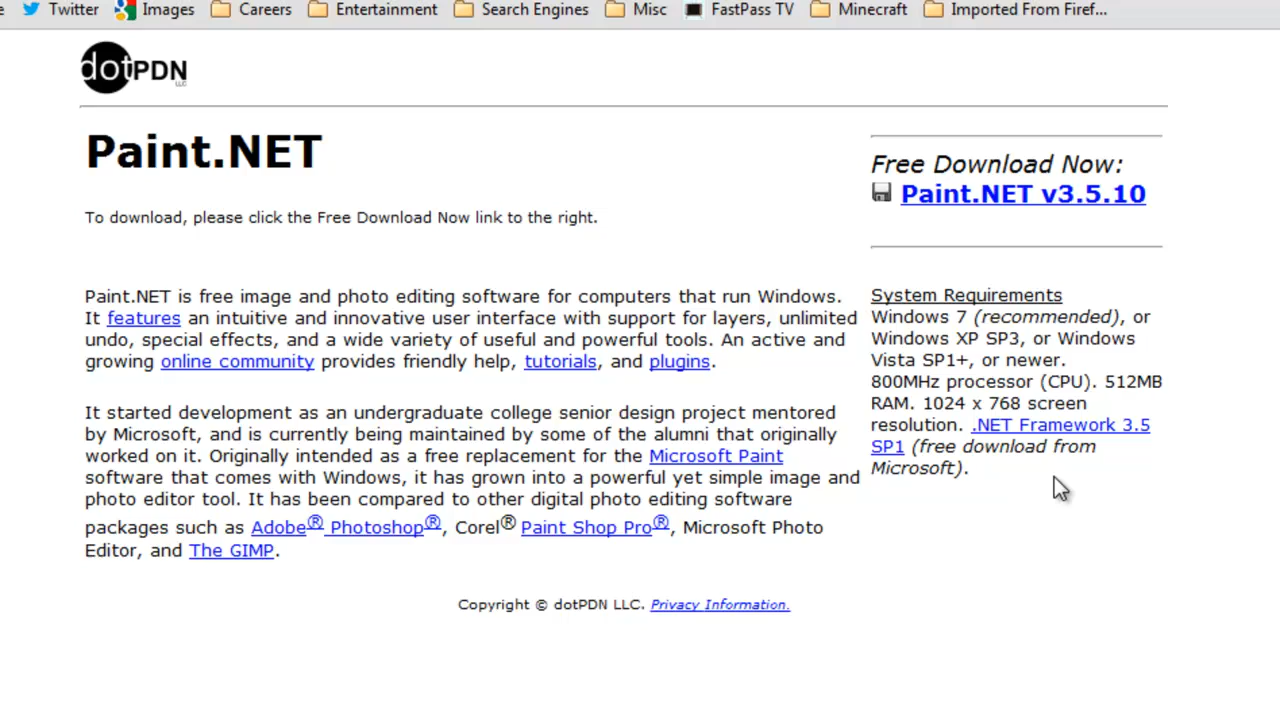 Twitter Images Careers Entertainment Search Engines Misc FastPass TV Minecraft Imported From Firef...
dotPDN
LLC
Paint.NET
To download, please click the Free Download Now link to the right.
Paint.NET is free image and photo editing software for computers that run Windows.
It features an intuitive and innovative user interface with support for layers, unlimited
undo, special effects, and a wide variety of useful and powerful tools. An active and
growing online community provides friendly help, tutorials, and plugins.
It started development as an undergraduate college senior design project mentored
by Microsoft, and is currently being maintained by some of the alumni that originally
worked on it. Originally intended as a free replacement for the Microsoft Paint
software that comes with Windows, it has grown into a powerful yet simple image and
photo editor tool. It has been compared to other digital photo editing software
packages such as Adobe® Photoshop®, Corel® Paint Shop Pro®, Microsoft Photo
Editor, and The GIMP.
Free Download Now:
Paint.NET v3.5.10
System Requirements
Windows 7 (recommended), or
Windows XP SP3, or Windows
Vista SP1+, or newer.
800MHz processor (CPU). 512MB
RAM. 1024 x 768 screen
resolution. .NET Framework 3.5
SP1 (free download from
Microsoft).
Copyright © dotPDN LLC. Privacy Information.